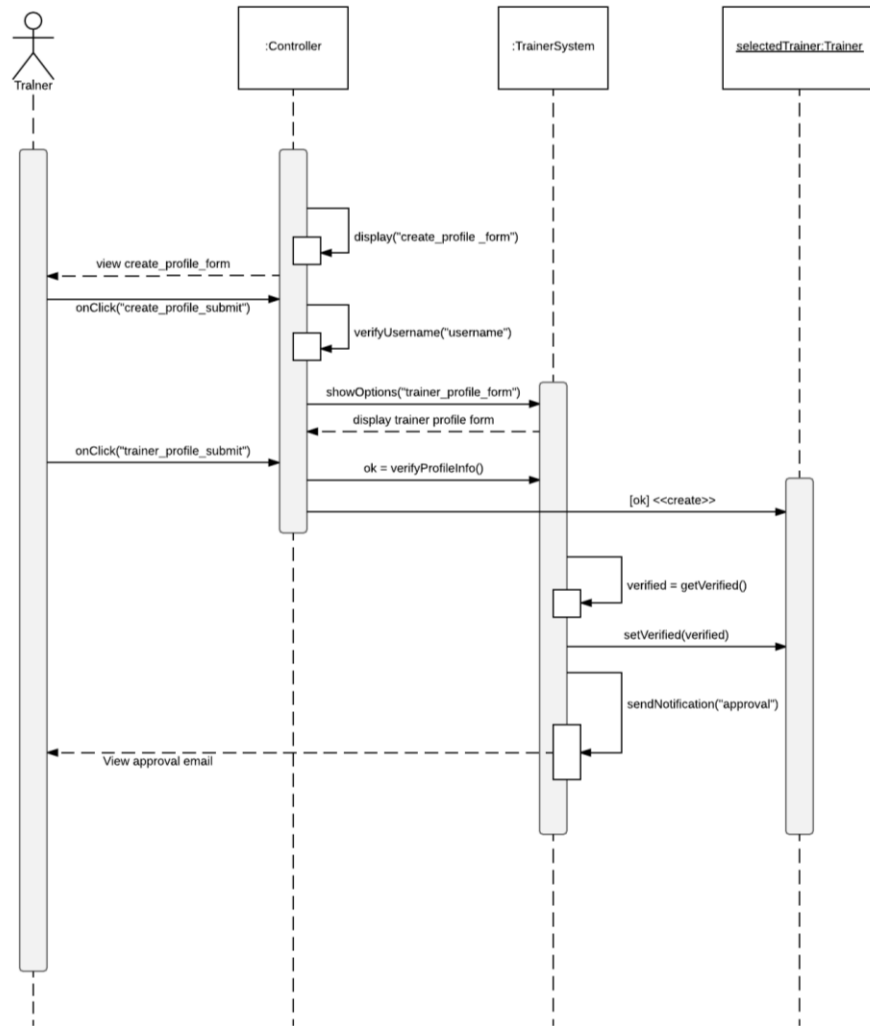 Trainer
:Controller
:TrainerSystem
selectedTrainer:Trainer
display("create_profile _form")
view create_profile_form
onClick("create_profile_submit")
verifyUsername("username")
showOptions("trainer_profile_form")
display trainer profile form
onClick("trainer_profile_submit")
ok = verifyProfileInfo()
[ok] <<create>>
verified = getVerified()
setVerified(verified)
sendNotification("approval")
View approval email